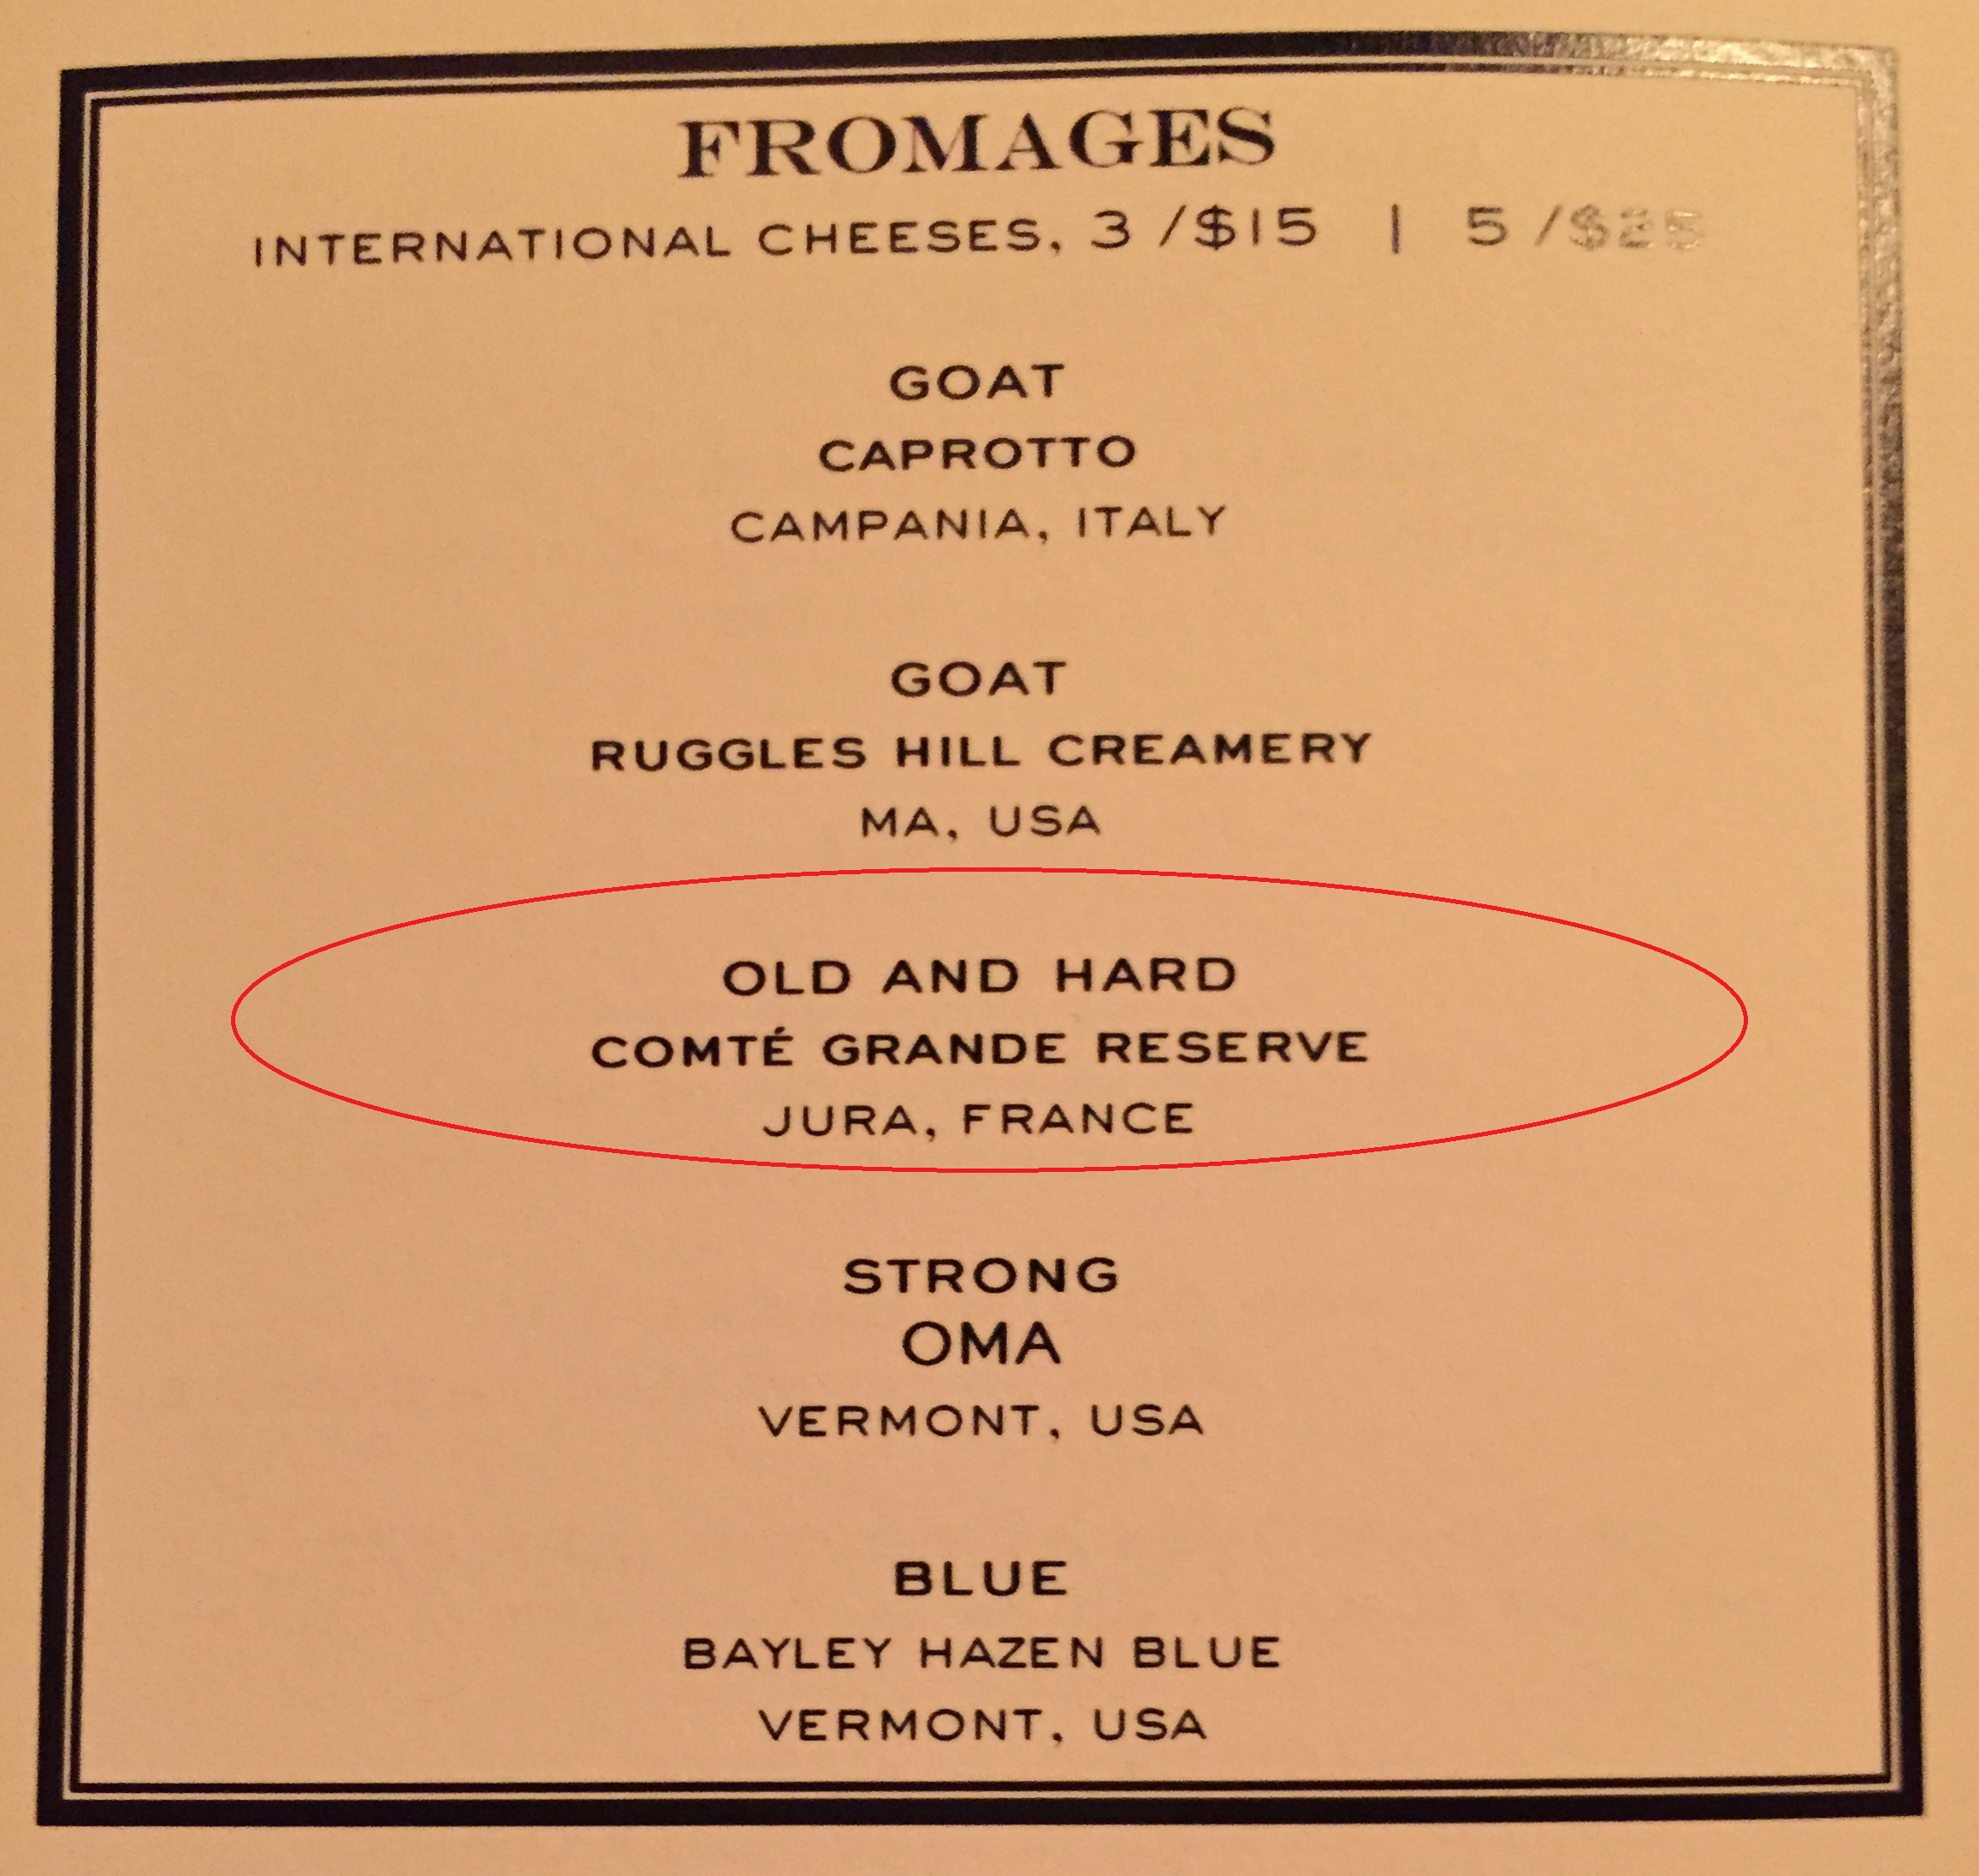 FROMAGES
INTERNATIONAL CHEESES, 3 /$15 | 5 /$25
GOAT
CAPROTTO
CAMPANIA, ITALY
GOAT
RUGGLES HILL CREAMERY
MA, USA
OLD AND HARD
COMTÉ GRANDE RESERVE
JURA, FRANCE
STRONG
OMA
VERMONT, USA
BLUE
BAYLEY HAZEN BLUE
VERMONT, USA